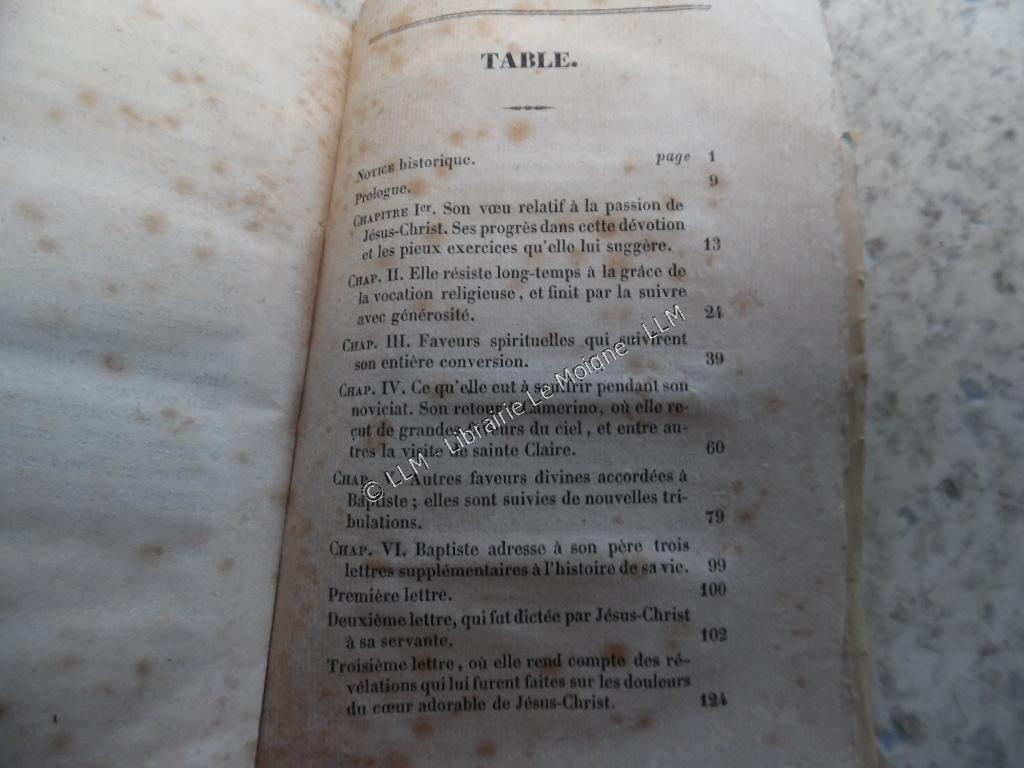 TABLE.
NOTICE historique. page 1
Prologue. 9
CHAPITRE Ier. Son vœu relatif à la passion de
Jésus-Christ. Ses progrès dans cette dévotion
et les pieux exercices qu'elle lui suggère. 13
CHAP. II. Elle résiste long-temps à la grâce de
la vocation religieuse, et finit par la suivre
avec générosité. 24
CHAP. III. Faveurs spirituelles qui suivirent
son entière conversion. 39
CHAP. IV. Ce qu'elle eut à souffrir pendant son
noviciat. Son retour à Camerino, où elle re-
çut de grandes faveurs du ciel, et entre au-
tres la visite de sainte Claire. 60
CHAP. Autres faveurs divines accordées à
Baptiste; elles sont suivies de nouvelles tri-
bulations. 79
CHAP. VI. Baptiste adresse à son père trois
lettres supplémentaires à l'histoire de sa vie. 99
Première lettre. 100
Deuxième lettre, qui fut dictée par Jésus-Christ
à sa servante. 102
Troisième lettre, où elle rend compte des ré-
vélations qui lui furent faites sur les douleurs
du cœur adorable de Jésus-Christ. 124
© LLM - Librairie Le Moigne - LLM